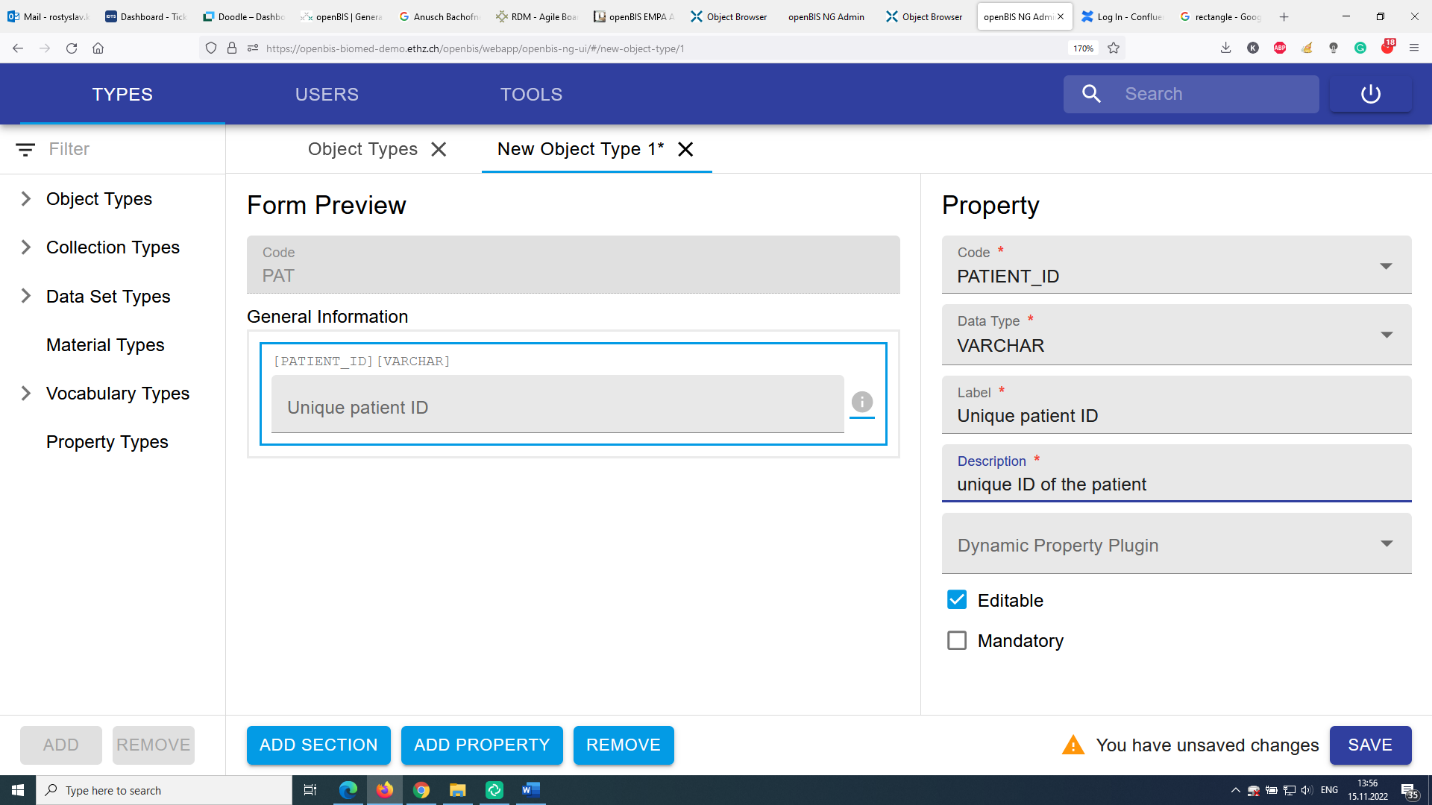 Mail - rostyslav.
Dashboard - Tick
Doodle – Dashbo
openBIS | Genera
Anusch Bachofn
RDM - Agile Boa
openBIS EMPA A
Object Browser
openBIS NG Admin
Object Browser
openBIS NG Admi
Log In - Conflue
rectangle - Goog
https://openbis-biomed-demo.ethz.ch/openbis/webapp/openbis-ng-ui/#/new-object-type/1
170%
K
ABP
18
TYPES
USERS
TOOLS
Search
Filter
Object Types
New Object Type 1*
Object Types
Collection Types
Data Set Types
Material Types
Vocabulary Types
Property Types
Form Preview
Code
PAT
General Information
[PATIENT_ID][VARCHAR]
Unique patient ID
Property
Code *
PATIENT_ID
Data Type *
VARCHAR
Label *
Unique patient ID
Description *
unique ID of the patient
Dynamic Property Plugin
Editable
Mandatory
ADD
REMOVE
ADD SECTION
ADD PROPERTY
REMOVE
You have unsaved changes
SAVE
Type here to search
ENG
13:56
15.11.2022
35